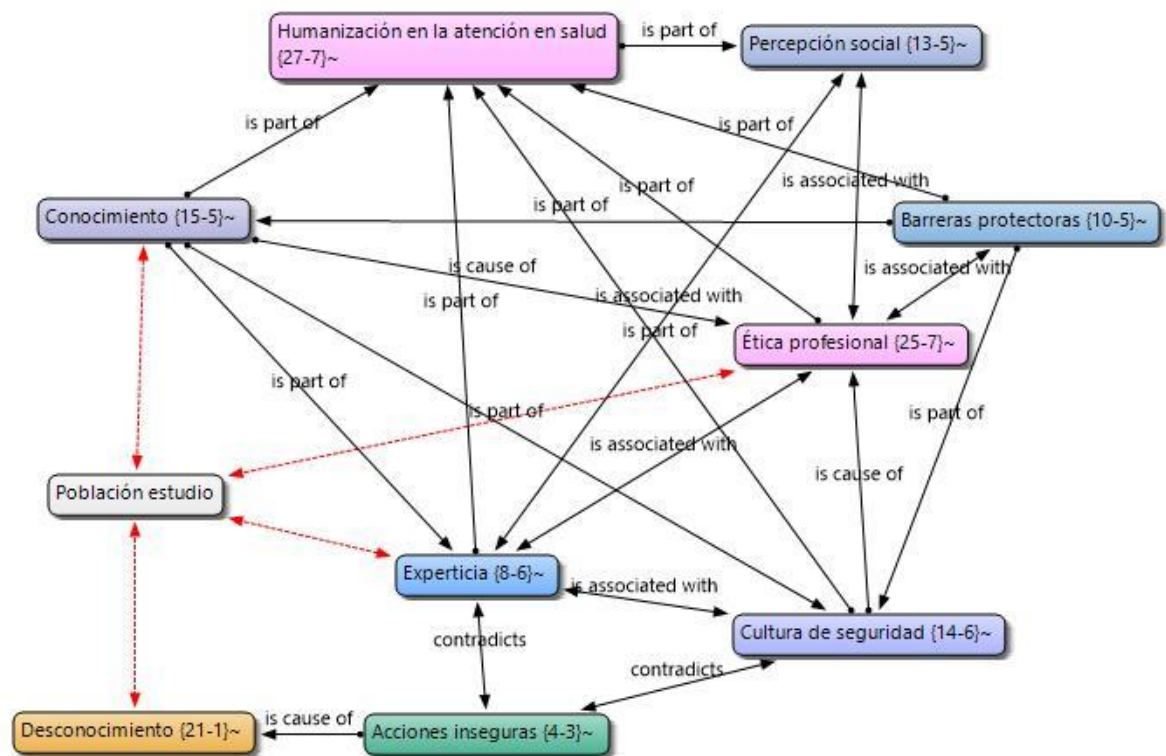 Humanización en la atención en salud
{27-7}~
is part of
Percepción social {13-5}~
is part of
is part of
is associated with
is part of
Conocimiento {15-5}~
is part of
Barreras protectoras {10-5}~
is cause of
is associated with
is part of
is associated with
is part of
Ética profesional {25-7}~
is part of
is part of
is part of
is associated with
is cause of
Población estudio
Experticia {8-6}~
is associated with
Cultura de seguridad {14-6}~
contradicts
contradicts
Desconocimiento {21-1}~
is cause of
Acciones inseguras {4-3}~